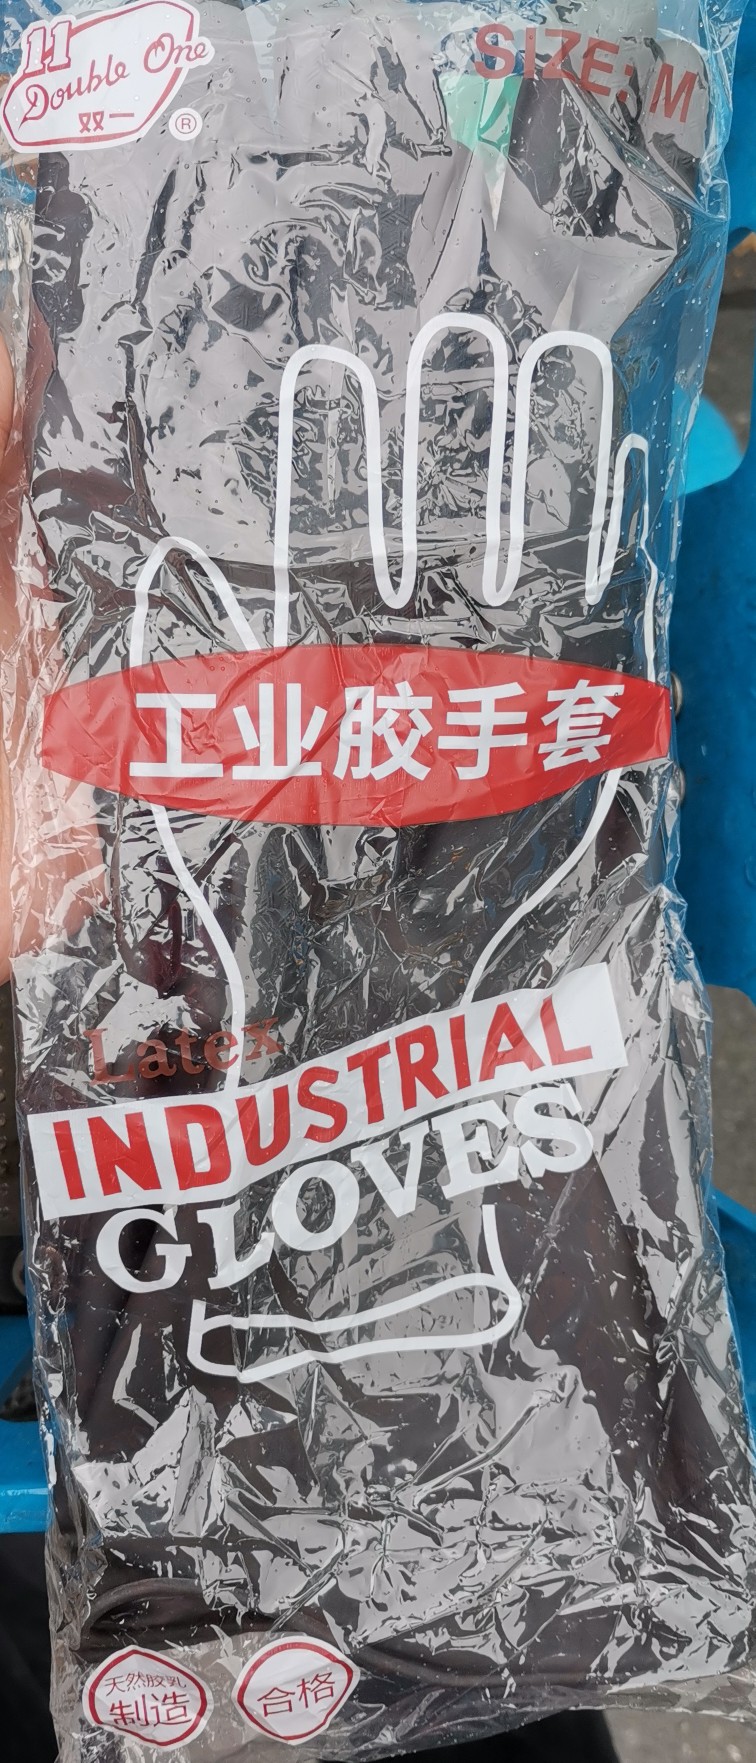 11
Double One
双一
®
SIZE: M
工业胶手套
Latex
INDUSTRIAL
GLOVES
天然胶乳
制造
合格